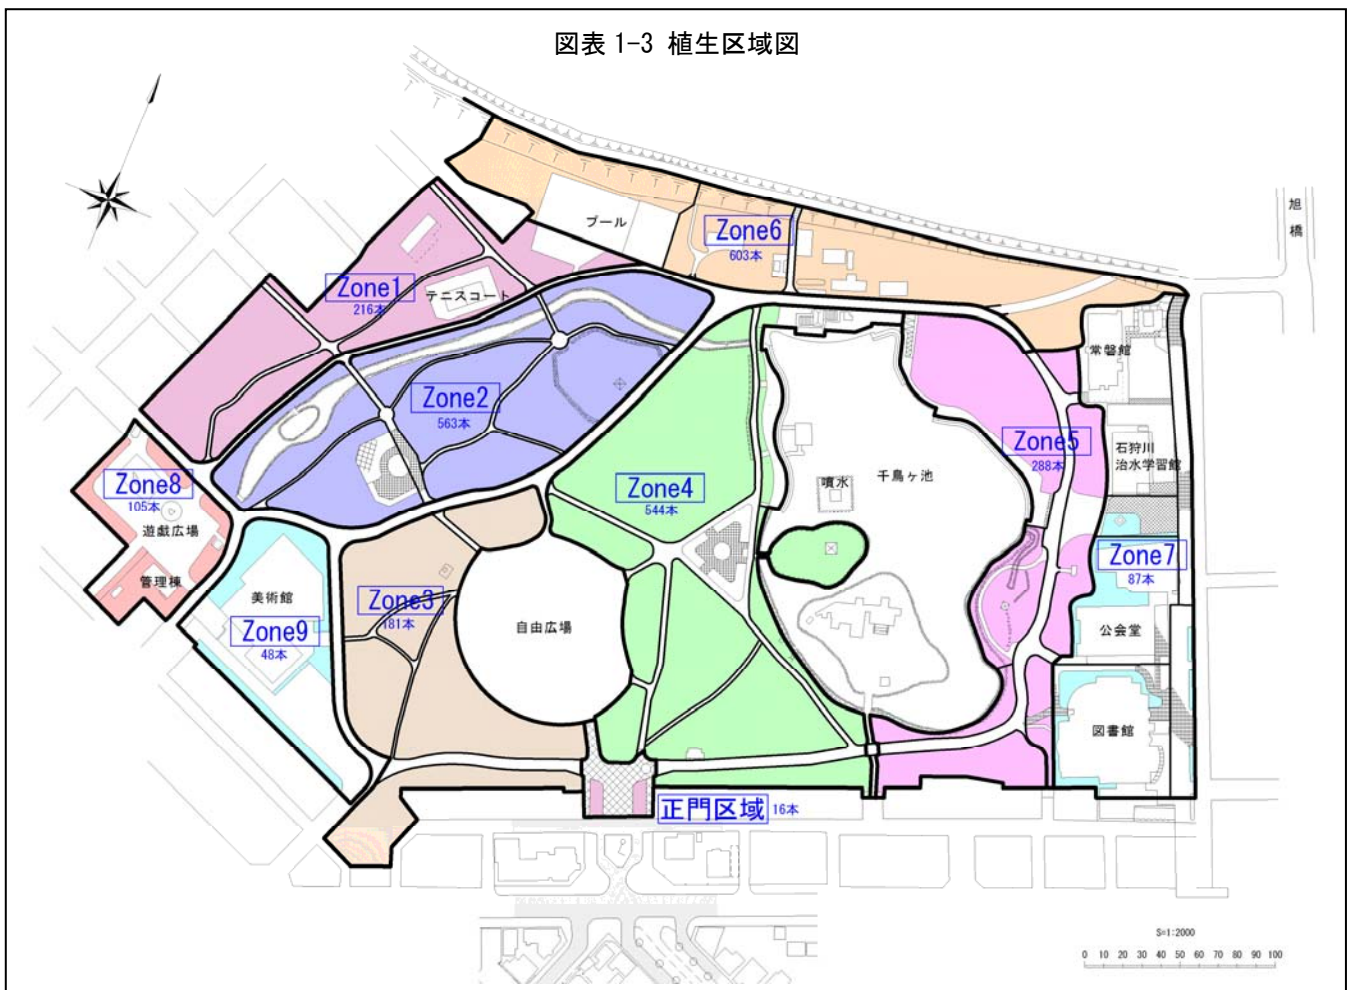 図表 1-3 植生区域図
旭橋
プール
Zone6
603本
Zone1
216本
テニスコート
常磐館
Zone2
563本
Zone5
288本
石狩川
治水学習館
Zone8
105本
遊戯広場
Zone4
544本
噴水
千鳥ヶ池
Zone7
87本
管理棟
美術館
Zone9
48本
Zone3
181本
自由広場
公会堂
図書館
正門区域 16本
S=1:2000
0 10 20 30 40 50 60 70 80 90 100